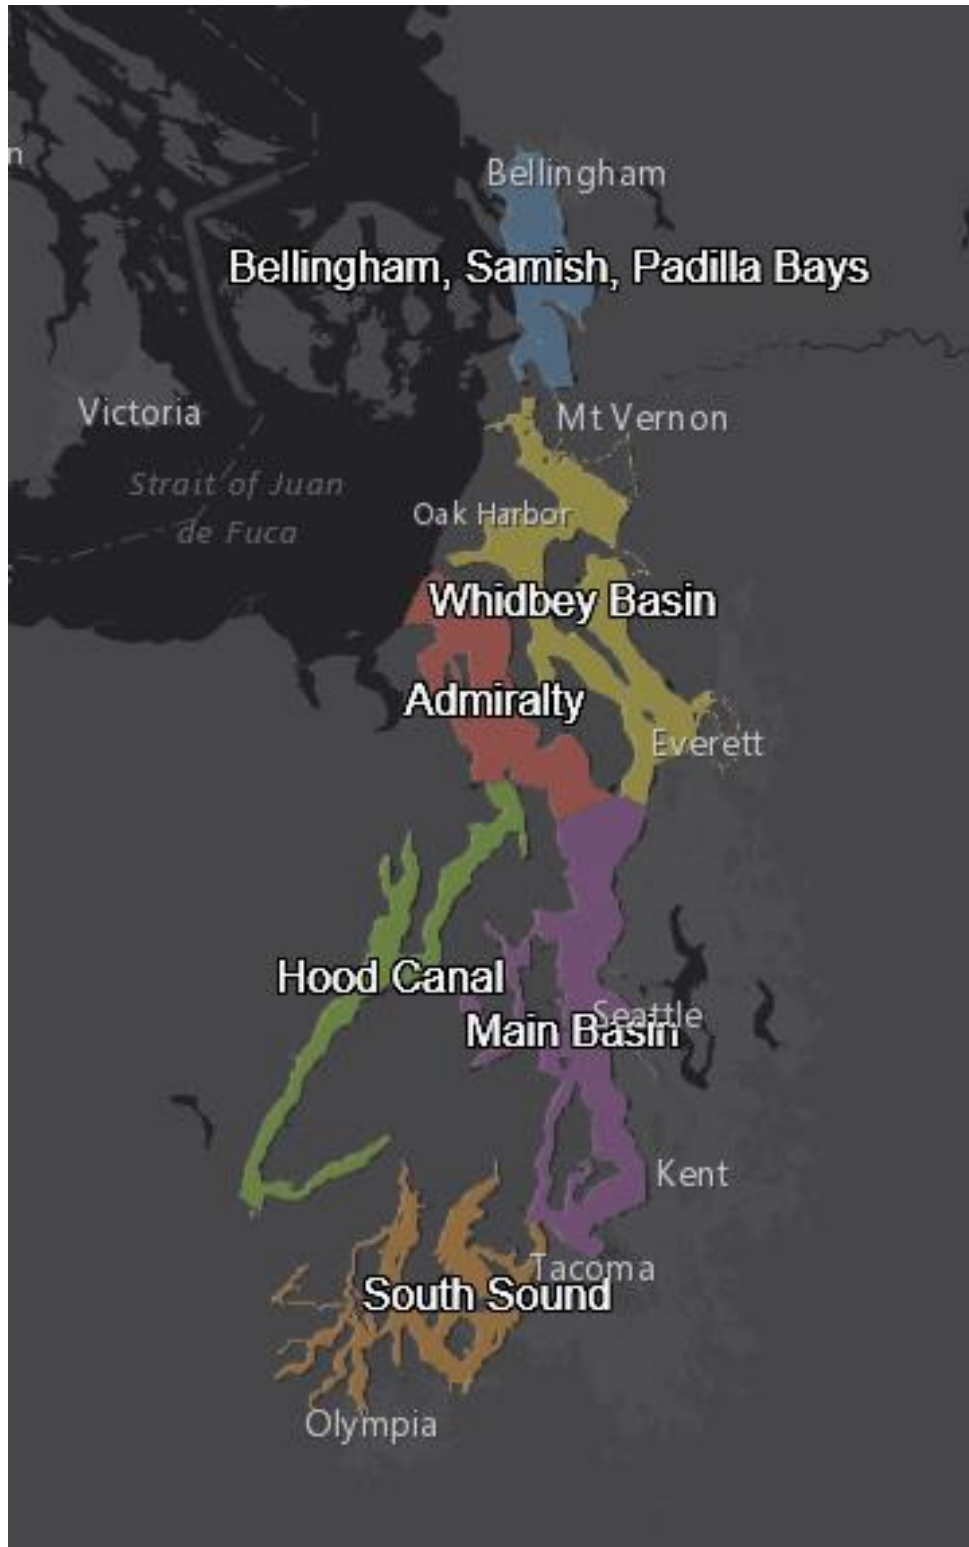 n
Bellingham
Bellingham, Samish, Padilla Bays
Victoria
Mt Vernon
Strait of Juan
de Fuca
Oak Harbor
Whidbey Basin
Admiralty
Everett
Hood Canal
Seattle
Main Basin
Kent
Tacoma
South Sound
Olympia